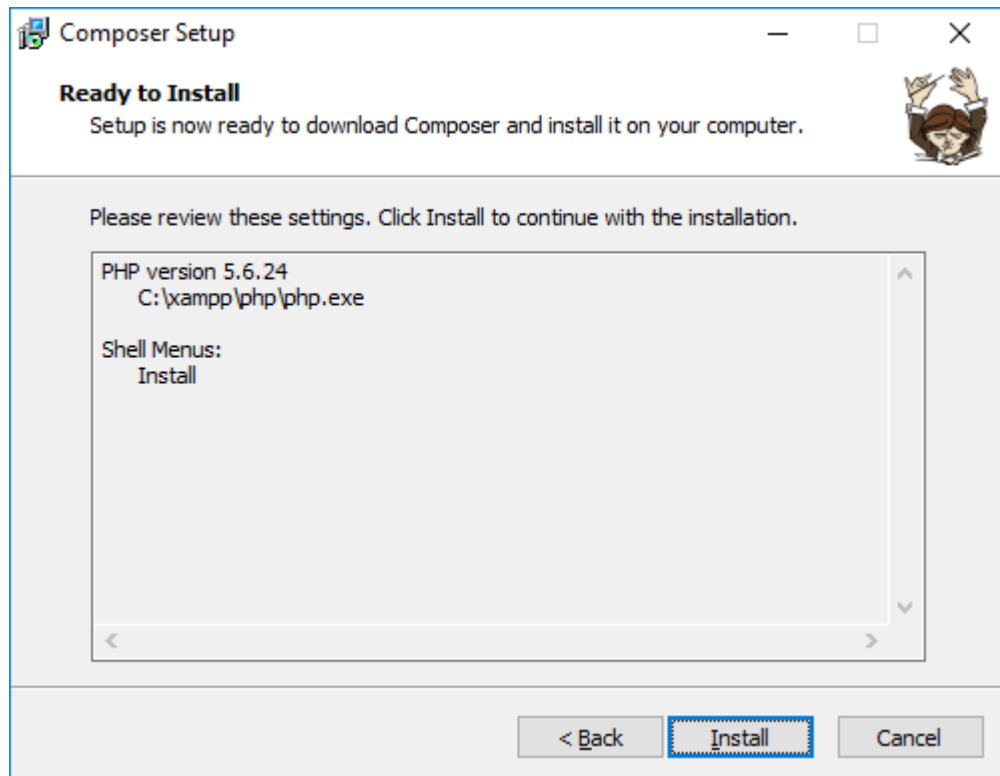 Composer Setup
Ready to Install
Setup is now ready to download Composer and install it on your computer.
Please review these settings. Click Install to continue with the installation.
PHP version 5.6.24
C:\xampp\php\php.exe
Shell Menus:
Install
< Back Install Cancel